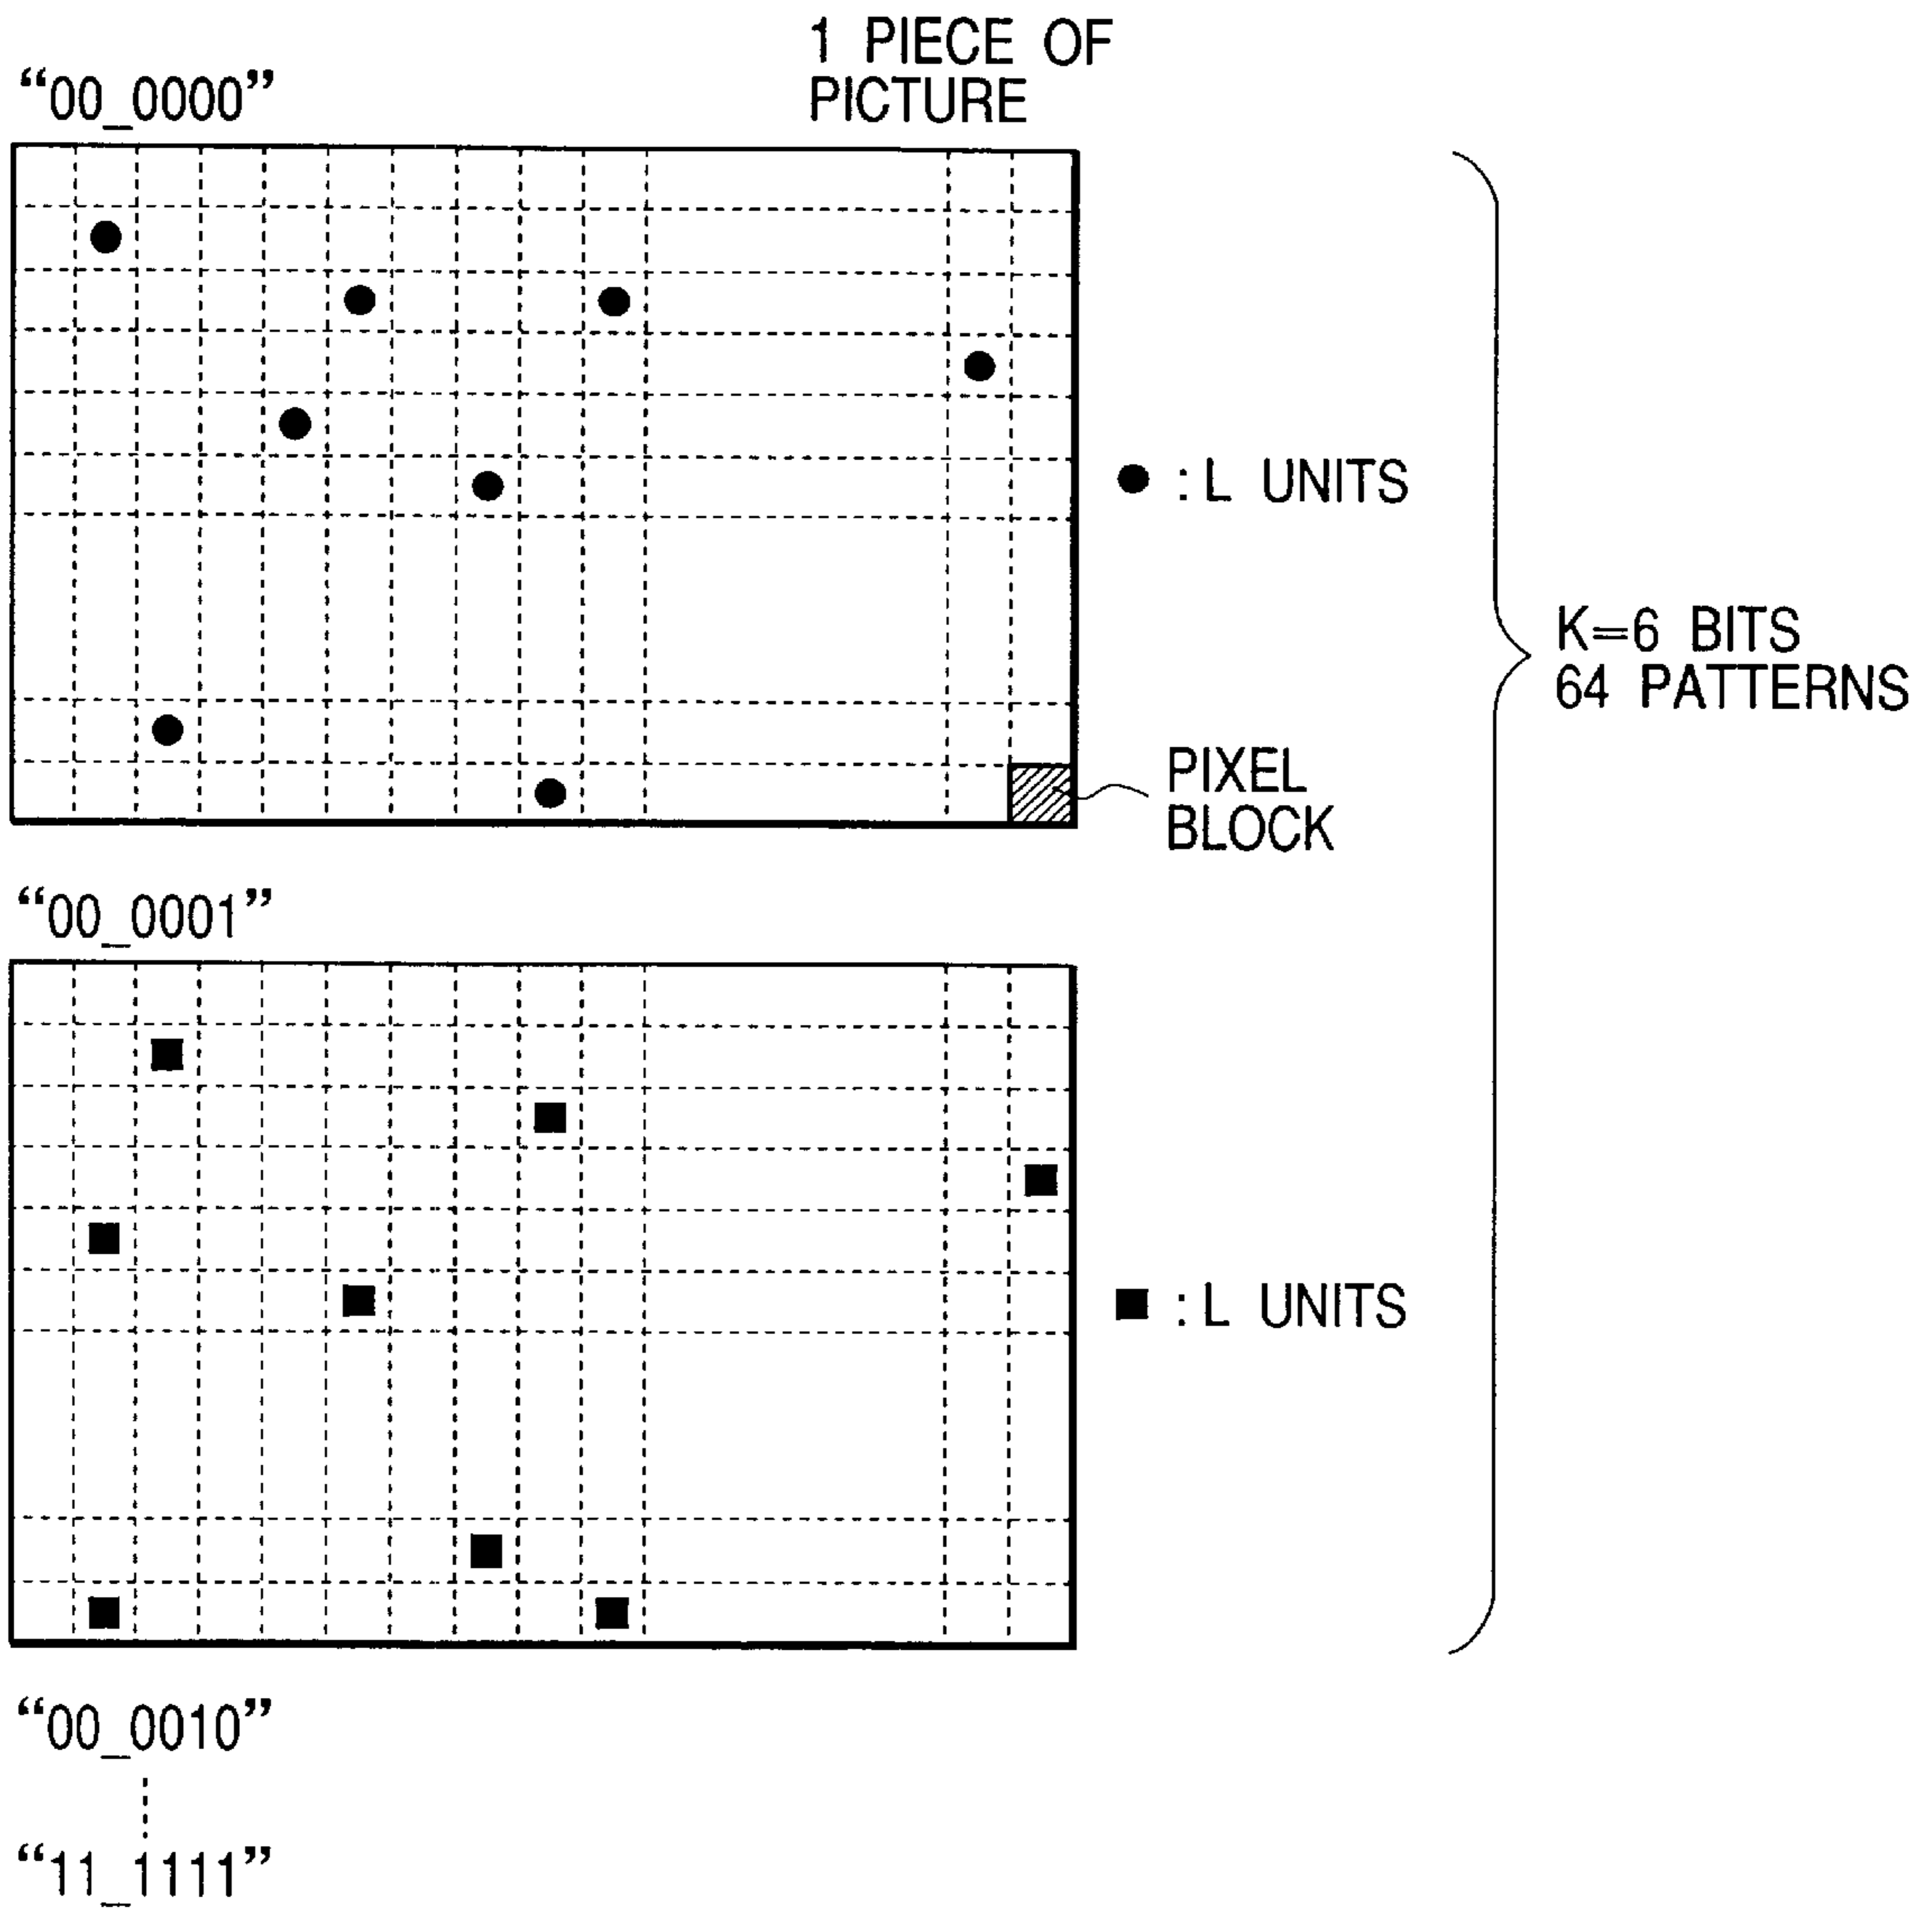 1 PIECE OF
PICTURE
“00_0000”
● : L UNITS
K=6 BITS
64 PATTERNS
PIXEL
BLOCK
“00_0001”
■ : L UNITS
“00_0010”
“11_1111”